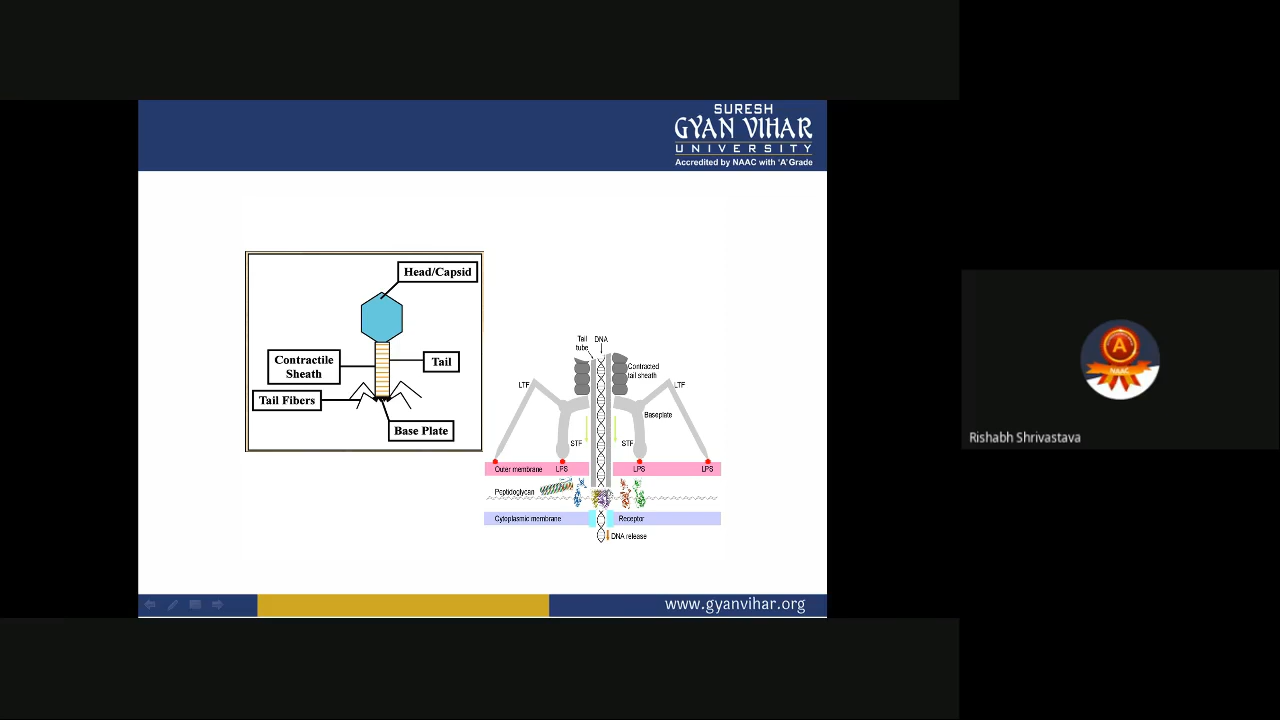 SURESH
GYAN VIHAR
UNIVERSITY
Accredited by NAAC with 'A' Grade
Head/Capsid
Contractile
Sheath
Tail
Tail Fibers
Base Plate
Tail
tube
DNA
Contracted
tail sheath
LTF
LTF
Baseplate
STF
STF
Outer membrane
LPS
LPS
LPS
Peptidoglycan
Cytoplasmic membrane
Receptor
DNA release
www.gyanvihar.org
A
NAAC
Rishabh Shrivastava